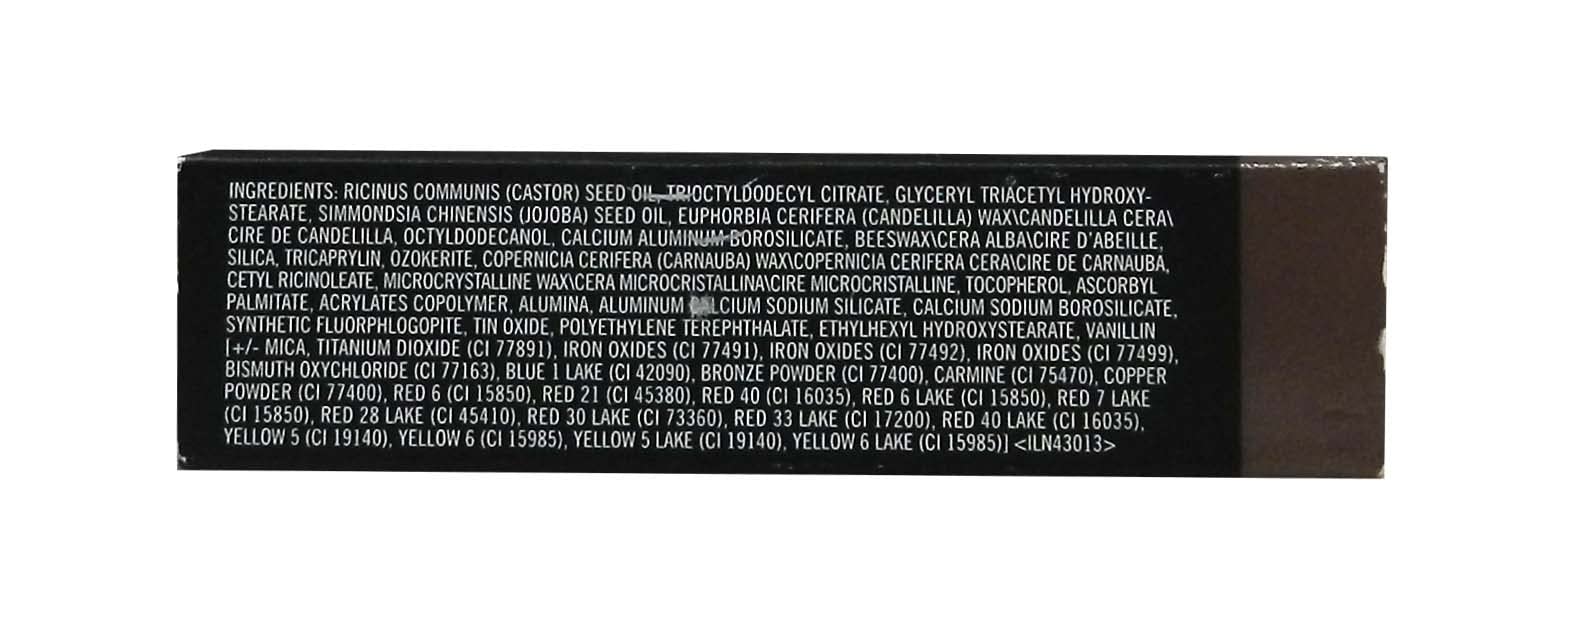 INGREDIENTS: RICINUS COMMUNIS (CASTOR) SEED OIL, TRIOCTYLDODECYL CITRATE, GLYCERYL TRIACETYL HYDROXY-
STEARATE, SIMMONDSIA CHINENSIS (JOJOBA) SEED OIL, EUPHORBIA CERIFERA (CANDELILLA) WAX\CANDELILLA CERA\
CIRE DE CANDELILLA, OCTYLDODECANOL, CALCIUM ALUMINUM BOROSILICATE, BEESWAX\CERA ALBA\CIRE D'ABEILLE,
SILICA, TRICAPRYLIN, OZOKERITE, COPERNICIA CERIFERA (CARNAUBA) WAX\COPERNICIA CERIFERA CERA\CIRE DE CARNAUBA,
CETYL RICINOLEATE, MICROCRYSTALLINE WAX\CERA MICROCRISTALLINA\CIRE MICROCRISTALLINE, TOCOPHEROL, ASCORBYL
PALMITATE, ACRYLATES COPOLYMER, ALUMINA, ALUMINUM CALCIUM SODIUM SILICATE, CALCIUM SODIUM BOROSILICATE,
SYNTHETIC FLUORPHLOGOPITE, TIN OXIDE, POLYETHYLENE TEREPHTHALATE, ETHYLHEXYL HYDROXYSTEARATE, VANILLIN
[+/- MICA, TITANIUM DIOXIDE (CI 77891), IRON OXIDES (CI 77491), IRON OXIDES (CI 77492), IRON OXIDES (CI 77499),
BISMUTH OXYCHLORIDE (CI 77163), BLUE 1 LAKE (CI 42090), BRONZE POWDER (CI 77400), CARMINE (CI 75470), COPPER
POWDER (CI 77400), RED 6 (CI 15850), RED 21 (CI 45380), RED 40 (CI 16035), RED 6 LAKE (CI 15850), RED 7 LAKE
(CI 15850), RED 28 LAKE (CI 45410), RED 30 LAKE (CI 73360), RED 33 LAKE (CI 17200), RED 40 LAKE (CI 16035),
YELLOW 5 (CI 19140), YELLOW 6 (CI 15985), YELLOW 5 LAKE (CI 19140), YELLOW 6 LAKE (CI 15985)] <ILN43013>